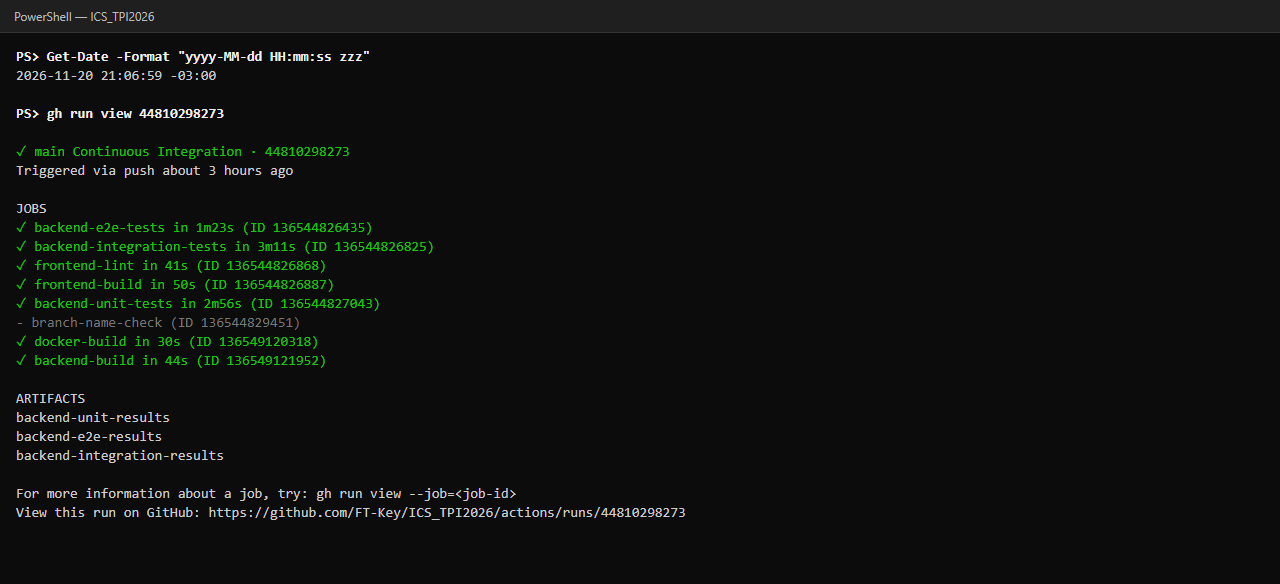 PowerShell — ICS_TPI2026
PS> Get-Date -Format "yyyy-MM-dd HH:mm:ss zzz"
2026-11-20 21:06:59 -03:00
PS> gh run view 44810298273
✓ main Continuous Integration · 44810298273
Triggered via push about 3 hours ago
JOBS
✓ backend-e2e-tests in 1m23s (ID 136544826435)
✓ backend-integration-tests in 3m11s (ID 136544826825)
✓ frontend-lint in 41s (ID 136544826868)
✓ frontend-build in 50s (ID 136544826887)
✓ backend-unit-tests in 2m56s (ID 136544827043)
- branch-name-check (ID 136544829451)
✓ docker-build in 30s (ID 136549120318)
✓ backend-build in 44s (ID 136549121952)
ARTIFACTS
backend-unit-results
backend-e2e-results
backend-integration-results
For more information about a job, try: gh run view --job=<job-id>
View this run on GitHub: https://github.com/FT-Key/ICS_TPI2026/actions/runs/44810298273